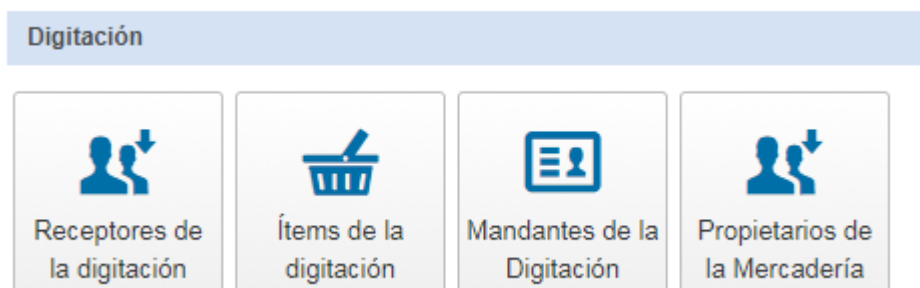 Digitación
Receptores de
la digitación
Ítems de la
digitación
Mandantes de la
Digitación
Propietarios de
la Mercadería